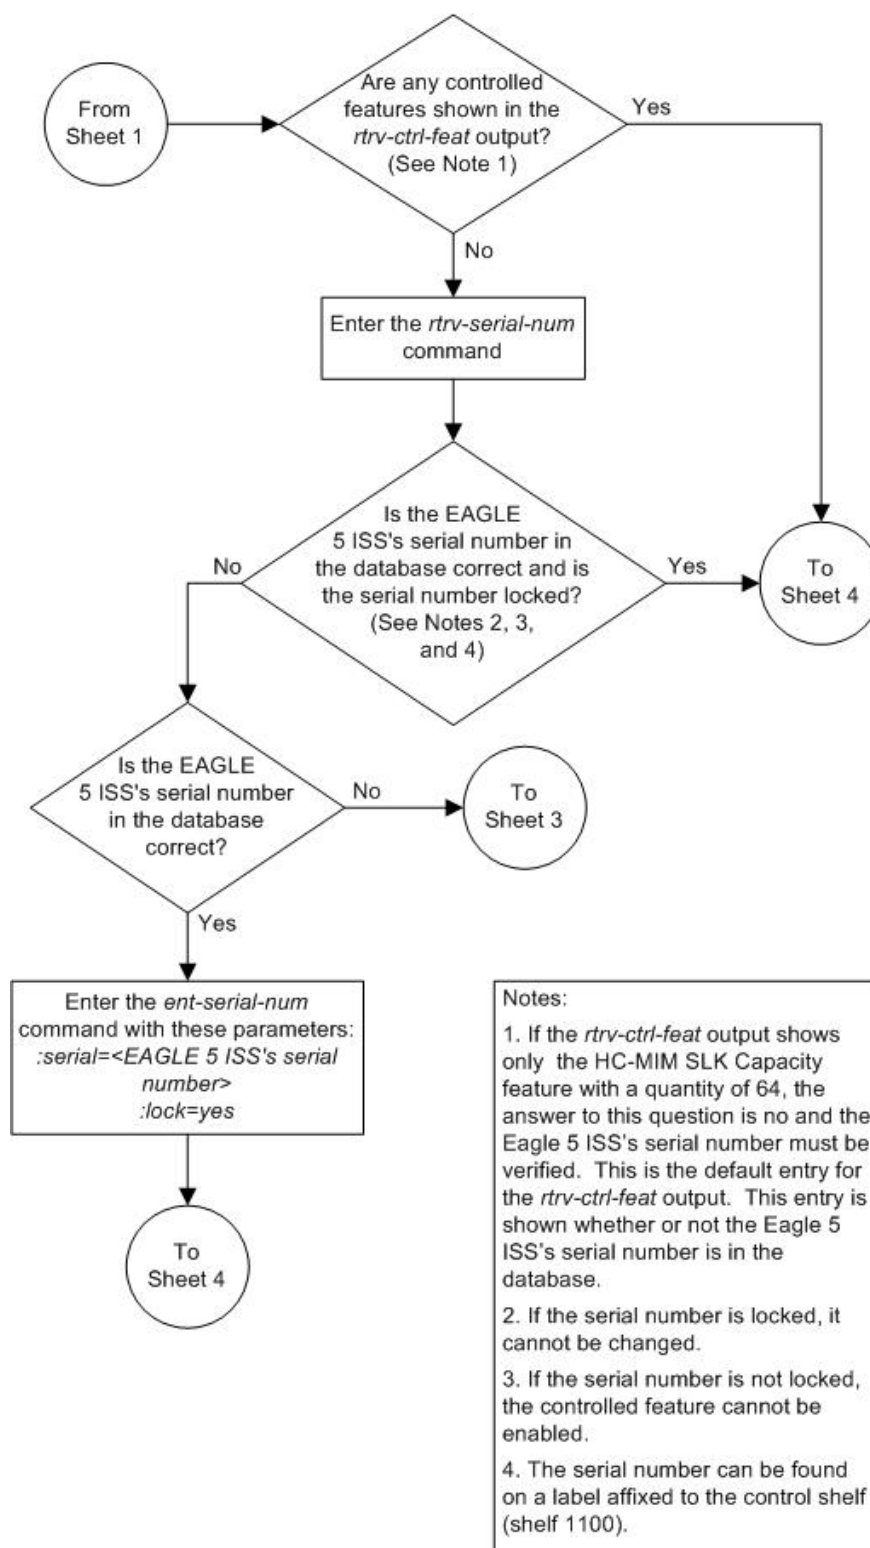 From
Sheet 1
Are any controlled
features shown in the
rtrv-ctrl-feat output?
(See Note 1)
Yes
No
Enter the rtrv-serial-num
command
Is the EAGLE
5 ISS's serial number in
the database correct and is
the serial number locked?
(See Notes 2, 3,
and 4)
No
Yes
To
Sheet 4
Is the EAGLE
5 ISS's serial number
in the database
correct?
No
To
Sheet 3
Yes
Enter the ent-serial-num
command with these parameters:
:serial=<EAGLE 5 ISS's serial
number>
:lock=yes
To
Sheet 4
Notes:
1. If the rtrv-ctrl-feat output shows
only the HC-MIM SLK Capacity
feature with a quantity of 64, the
answer to this question is no and the
Eagle 5 ISS's serial number must be
verified. This is the default entry for
the rtrv-ctrl-feat output. This entry is
shown whether or not the Eagle 5
ISS's serial number is in the
database.
2. If the serial number is locked, it
cannot be changed.
3. If the serial number is not locked,
the controlled feature cannot be
enabled.
4. The serial number can be found
on a label affixed to the control shelf
(shelf 1100).